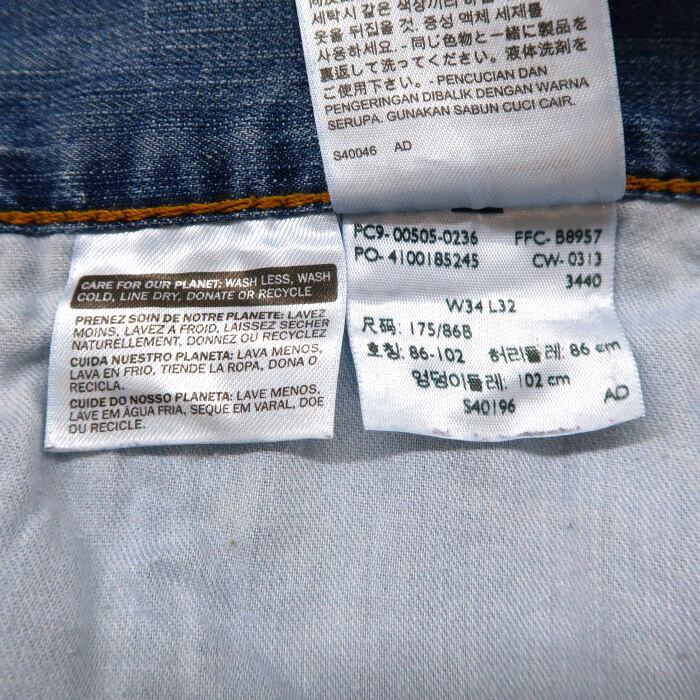 세탁시 같은 색상끼리
옷을 뒤집을 것. 중성 액체 세제를
사용하세요. - 同じ色物と一緒に製品を
裏返して洗ってください。液体洗剤を
ご使用下さい。- PENCUCIAN DAN
PENGERINGAN DIBALIK DENGAN WARNA
SERUPA. GUNAKAN SABUN CUCI CAIR.
S40046 AD
CARE FOR OUR PLANET: WASH LESS, WASH
COLD, LINE DRY, DONATE OR RECYCLE
PRENEZ SOIN DE NOTRE PLANETE: LAVEZ
MOINS, LAVEZ A FROID, LAISSEZ SECHER
NATURELLEMENT, DONNEZ OU RECYCLEZ
CUIDA NUESTRO PLANETA: LAVA MENOS,
LAVA EN FRIO, TIENDE LA ROPA, DONA O
RECICLA.
CUIDE DO NOSSO PLANETA: LAVE MENOS,
LAVE EM ÁGUA FRIA, SEQUE EM VARAL, DOE
OU RECICLE.
PC9- 00505-0236 FFC- B8957
PO- 4100185245 CW- 0313
3440
W34 L32
尺码: 175/86B
호칭: 86-102 허리둘레: 86 cm
엉덩이둘레: 102 cm
S40196 AD